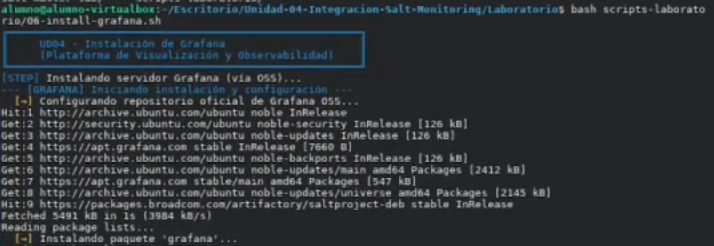 alumno@alumno-virtualbox:~/Escritorio/Unidad-04-Integracion-Salt-Monitoring/Laboratorio$ bash scripts-laborato
rio/06-install-grafana.sh
UD04 - Instalación de Grafana
(Plataforma de Visualización y Observabilidad)
[STEP] Instalando servidor Grafana (vía OSS)...
--- [GRAFANA] Iniciando instalación y configuración ---
[→] Configurando repositorio oficial de Grafana OSS...
Hit:1 http://archive.ubuntu.com/ubuntu noble InRelease
Get:2 http://security.ubuntu.com/ubuntu noble-security InRelease [126 kB]
Get:3 http://archive.ubuntu.com/ubuntu noble-updates InRelease [126 kB]
Get:4 https://apt.grafana.com stable InRelease [7660 B]
Get:5 http://archive.ubuntu.com/ubuntu noble-backports InRelease [126 kB]
Get:6 http://archive.ubuntu.com/ubuntu noble-updates/main amd64 Packages [2412 kB]
Get:7 https://apt.grafana.com stable/main amd64 Packages [547 kB]
Get:8 http://archive.ubuntu.com/ubuntu noble-updates/universe amd64 Packages [2145 kB]
Hit:9 https://packages.broadcom.com/artifactory/saltproject-deb stable InRelease
Fetched 5491 kB in 1s (3984 kB/s)
Reading package lists...
[→] Instalando paquete 'grafana'...